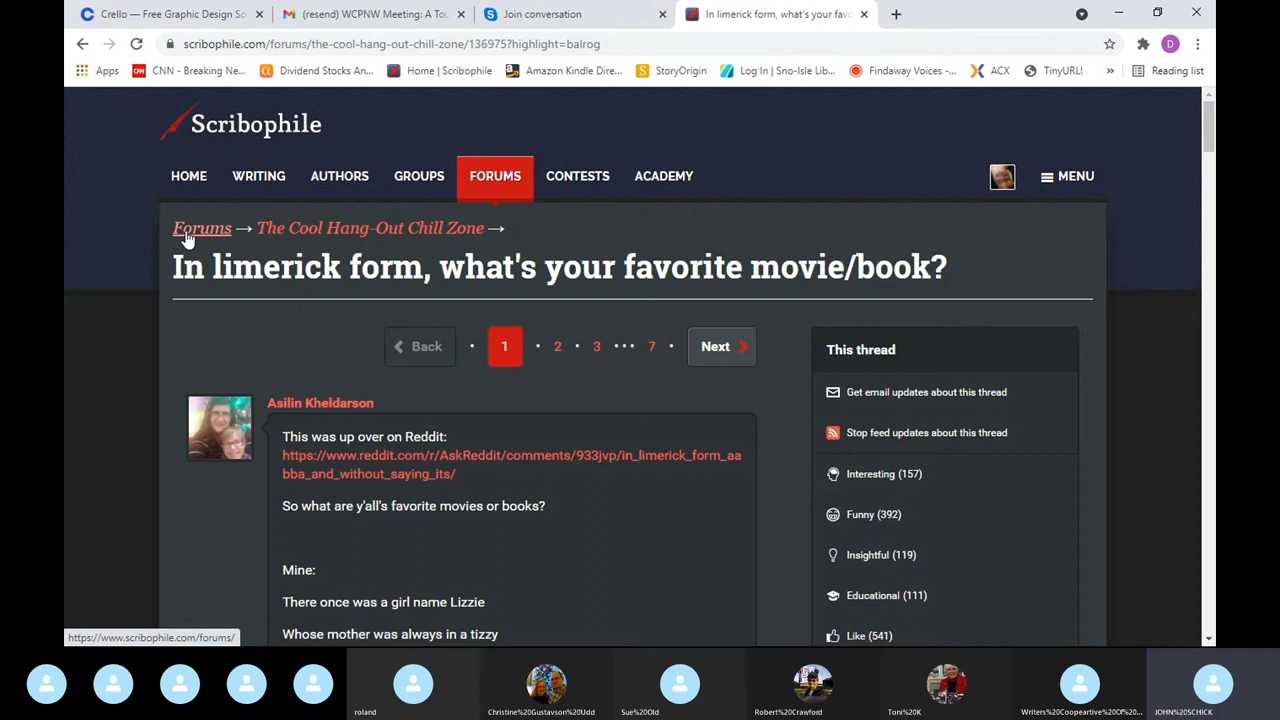 Crello — Free Graphic Design So
(resend) WCPNW Meeting: A To
Join conversation
In limerick form, what's your favo
scribophile.com/forums/the-cool-hang-out-chill-zone/136975?highlight=balrog
D
Apps
CNN - Breaking Ne...
Dividend Stocks An...
Home | Scribophile
Amazon Kindle Dire...
StoryOrigin
Log In | Sno-Isle Lib...
Findaway Voices -...
ACX
TinyURL!
»
Reading list
Scribophile
HOME
WRITING
AUTHORS
GROUPS
FORUMS
CONTESTS
ACADEMY
MENU
Forums → The Cool Hang-Out Chill Zone →
In limerick form, what's your favorite movie/book?
Back • 1 • 2 • 3 ••• 7 • Next
This thread
Get email updates about this thread
Stop feed updates about this thread
Interesting (157)
Funny (392)
Insightful (119)
Educational (111)
Like (541)
Asilin Kheldarson
This was up over on Reddit:
https://www.reddit.com/r/AskReddit/comments/933jvp/in_limerick_form_aa
bba_and_without_saying_its/
So what are y'all's favorite movies or books?
Mine:
There once was a girl name Lizzie
Whose mother was always in a tizzy
https://www.scribophile.com/forums/
roland
Christine%20Gustavson%20Udd
Sue%20Old
Robert%20Crawford
Toni%20K
Writers%20Coopeartive%20Of%20...
JOHN%20SCHICK